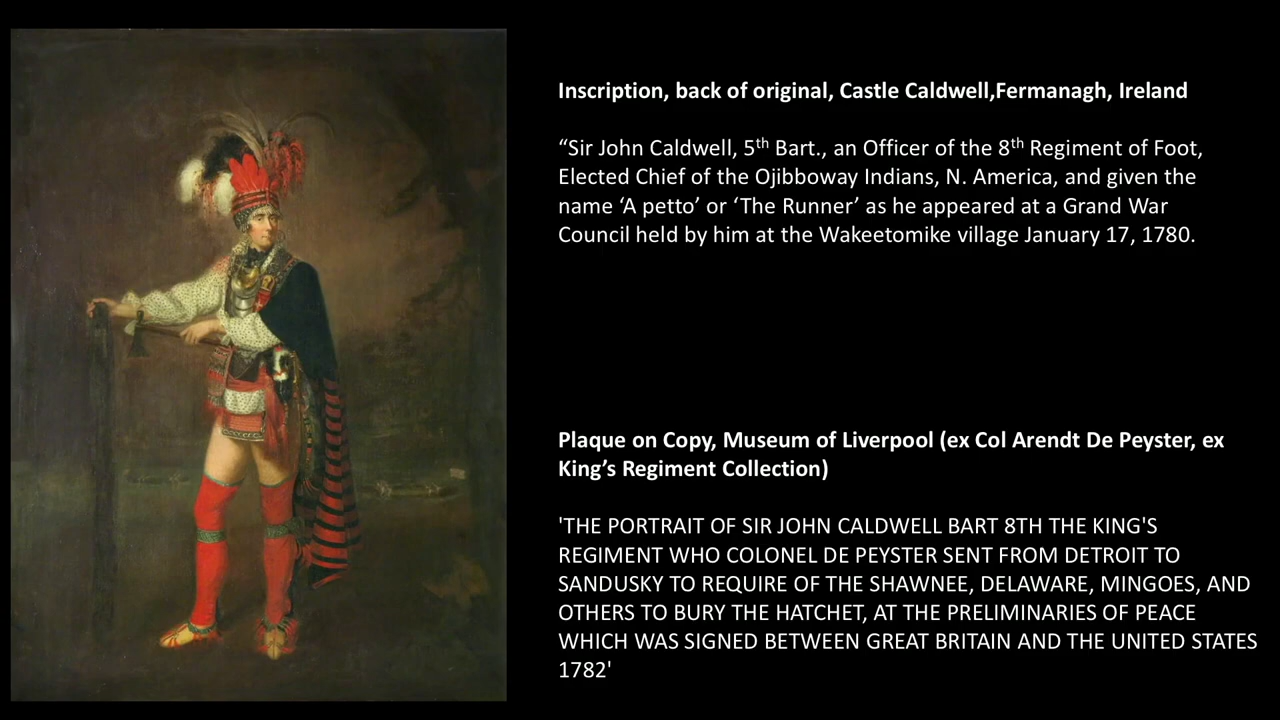 Inscription, back of original, Castle Caldwell,Fermanagh, Ireland
“Sir John Caldwell, 5th Bart., an Officer of the 8th Regiment of Foot,
Elected Chief of the Ojibboway Indians, N. America, and given the
name ‘A petto’ or ‘The Runner’ as he appeared at a Grand War
Council held by him at the Wakeetomike village January 17, 1780.
Plaque on Copy, Museum of Liverpool (ex Col Arendt De Peyster, ex
King’s Regiment Collection)
'THE PORTRAIT OF SIR JOHN CALDWELL BART 8TH THE KING'S
REGIMENT WHO COLONEL DE PEYSTER SENT FROM DETROIT TO
SANDUSKY TO REQUIRE OF THE SHAWNEE, DELAWARE, MINGOES, AND
OTHERS TO BURY THE HATCHET, AT THE PRELIMINARIES OF PEACE
WHICH WAS SIGNED BETWEEN GREAT BRITAIN AND THE UNITED STATES
1782'